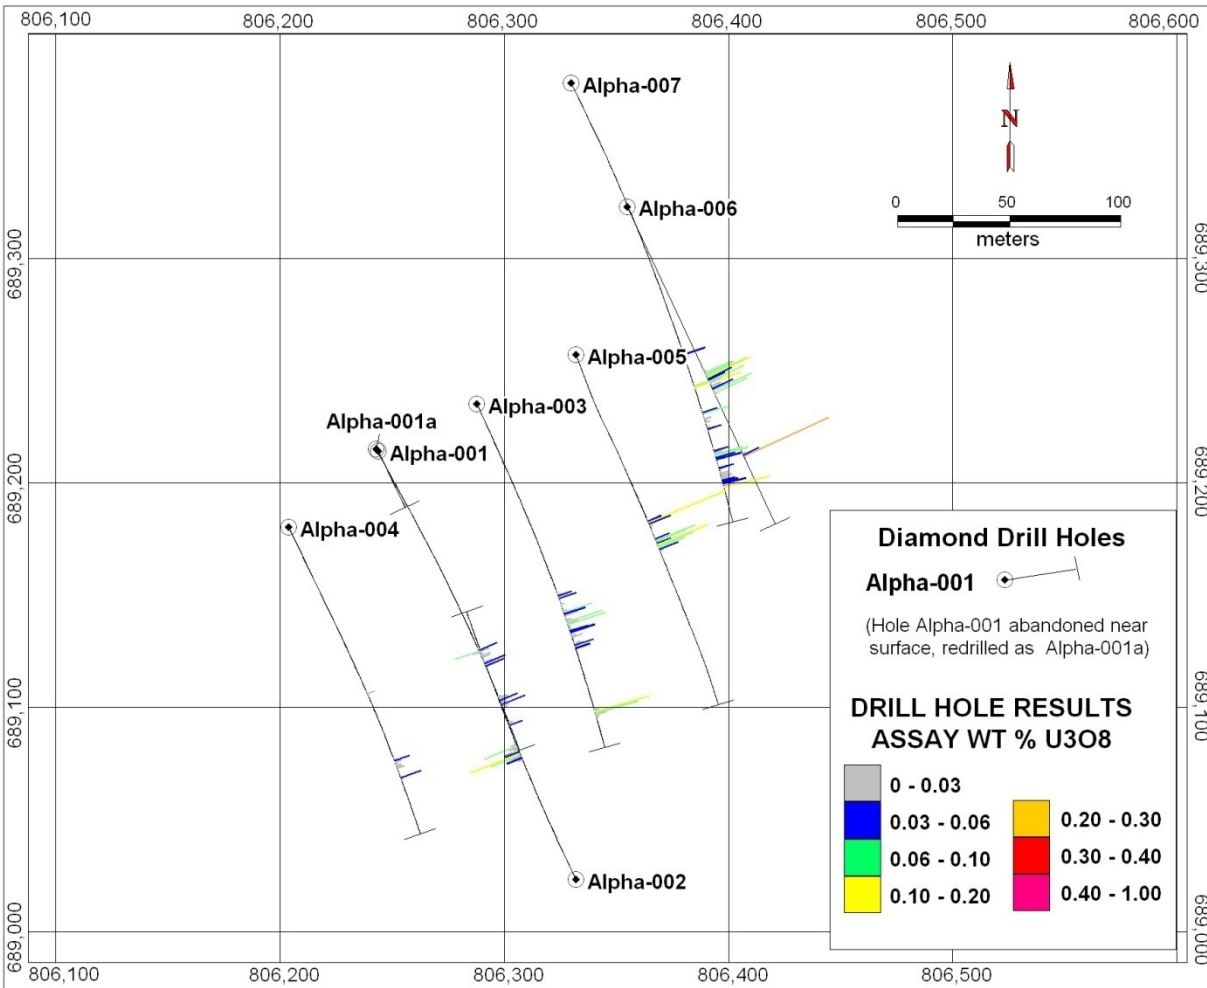 806,100 806,200 806,300 806,400 806,500 806,600
Alpha-007
N
Alpha-006
0 50 100
meters
689,300 689,300
Alpha-005
Alpha-003
Alpha-001a
Alpha-001
689,200 689,200
Alpha-004
Diamond Drill Holes
Alpha-001
(Hole Alpha-001 abandoned near
surface, redrilled as Alpha-001a)
689,100 689,100
DRILL HOLE RESULTS
ASSAY WT % U3O8
0 - 0.03
0.03 - 0.06 0.20 - 0.30
0.06 - 0.10 0.30 - 0.40
0.10 - 0.20 0.40 - 1.00
Alpha-002
689,000 689,000
806,100 806,200 806,300 806,400 806,500